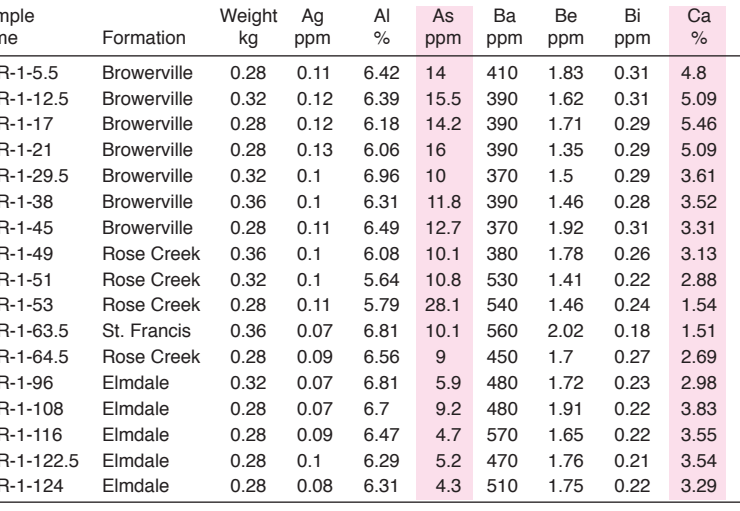 mple Weight Ag Al As Ba Be Bi Ca
me Formation kg ppm % ppm ppm ppm ppm %
R-1-5.5 Browerville 0.28 0.11 6.42 14 410 1.83 0.31 4.8
R-1-12.5 Browerville 0.32 0.12 6.39 15.5 390 1.62 0.31 5.09
R-1-17 Browerville 0.28 0.12 6.18 14.2 390 1.71 0.29 5.46
R-1-21 Browerville 0.28 0.13 6.06 16 390 1.35 0.29 5.09
R-1-29.5 Browerville 0.32 0.1 6.96 10 370 1.5 0.29 3.61
R-1-38 Browerville 0.36 0.1 6.31 11.8 390 1.46 0.28 3.52
R-1-45 Browerville 0.28 0.11 6.49 12.7 370 1.92 0.31 3.31
R-1-49 Rose Creek 0.36 0.1 6.08 10.1 380 1.78 0.26 3.13
R-1-51 Rose Creek 0.32 0.1 5.64 10.8 530 1.41 0.22 2.88
R-1-53 Rose Creek 0.28 0.11 5.79 28.1 540 1.46 0.24 1.54
R-1-63.5 St. Francis 0.36 0.07 6.81 10.1 560 2.02 0.18 1.51
R-1-64.5 Rose Creek 0.28 0.09 6.56 9 450 1.7 0.27 2.69
R-1-96 Elmdale 0.32 0.07 6.81 5.9 480 1.72 0.23 2.98
R-1-108 Elmdale 0.28 0.07 6.7 9.2 480 1.91 0.22 3.83
R-1-116 Elmdale 0.28 0.09 6.47 4.7 570 1.65 0.22 3.55
R-1-122.5 Elmdale 0.28 0.1 6.29 5.2 470 1.76 0.21 3.54
R-1-124 Elmdale 0.28 0.08 6.31 4.3 510 1.75 0.22 3.29